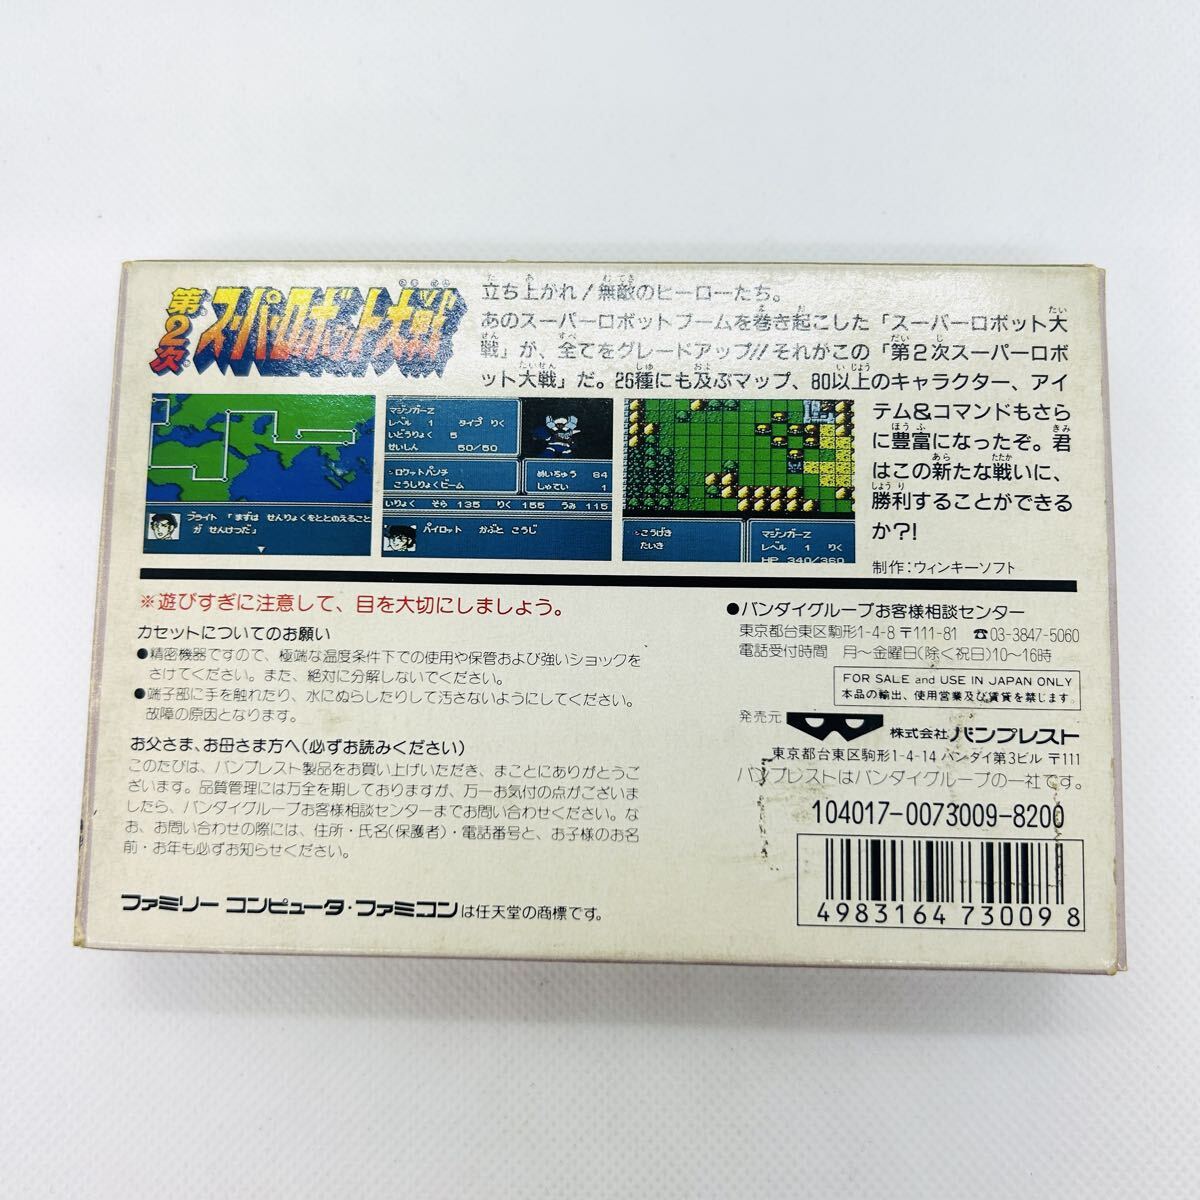 第2次
スーパーロボット大戦
立ち上がれ!無敵のヒーローたち。
あのスーパーロボットブームを巻き起こした「スーパーロボット大
戦」が、全てをグレードアップ!!それがこの「第2次スーパーロボ
ット大戦」だ。26種にも及ぶマップ、80以上のキャラクター、アイ
テム&コマンドもさら
に豊富になったぞ。君
はこの新たな戦いに、
勝利することができる
か?!
制作:ウィンキーソフト
ブライト「まずは せんりょくをととのえること
が せんけつだ」
マジンガーZ
レベル 1 タイプ りく
いどうりょく 5
せいしん 50/50
ロケットパンチ
こうしりょくビーム
めいちゅう 84
しゃてい 1
いりょく そら 135 りく 155 うみ 115
パイロット かぶと こうじ
こうげき
たいき
マジンガーZ
レベル 1 りく
HP 340/360
※遊びすぎに注意して、目を大切にしましょう。
カセットについてのお願い
●精密機器ですので、極端な温度条件下での使用や保管および強いショックを
さけてください。また、絶対に分解しないでください。
●端子部に手を触れたり、水にぬらしたりして汚さないようにしてください。
故障の原因となります。
お父さま、お母さま方へ(必ずお読みください)
このたびは、バンプレスト製品をお買い上げいただき、まことにありがとうご
ざいます。品質管理には万全を期しておりますが、万一お気付の点がございま
したら、バンダイグループお客様相談センターまでお問い合わせください。な
お、お問い合わせの際には、住所・氏名(保護者)・電話番号と、お子様のお名
前・お年も必ずお知らせください。
ファミリー コンピュータ・ファミコンは任天堂の商標です。
●バンダイグループお客様相談センター
東京都台東区駒形1-4-8 〒111-81 ☎03-3847-5060
電話受付時間 月〜金曜日(除く祝日)10〜16時
FOR SALE and USE IN JAPAN ONLY
本品の輸出、使用営業及び賃貸を禁じます。
発売元 株式会社 バンプレスト
東京都台東区駒形1-4-14 バンダイ第3ビル 〒111
バンプレストはバンダイグループの一社です。
104017-0073009-8200
4983164 730098